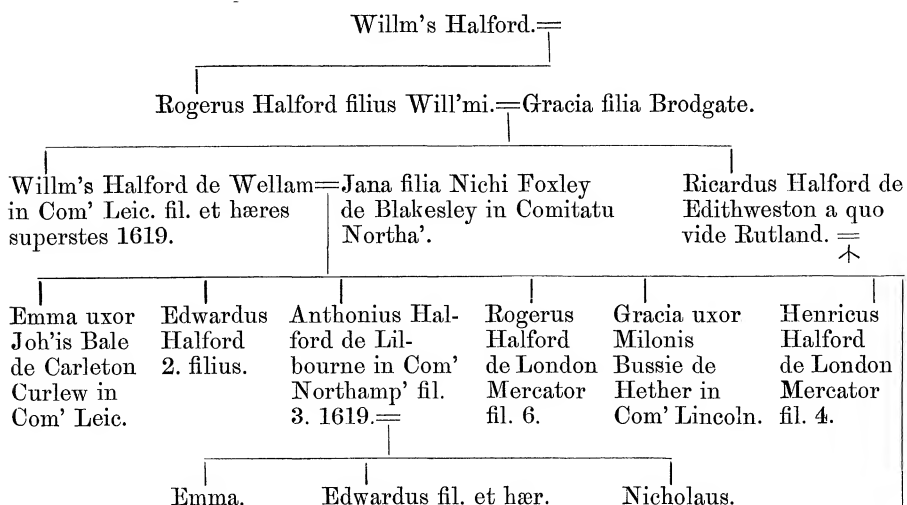 Willm's Halford.=
Rogerus Halford filius Will'mi.=Gracia filia Brodgate.
Willm's Halford de Wellam=Jana filia Nichi Foxley
in Com' Leic. fil. et hæres
superstes 1619.
de Blakesley in Comitatu
Northa'.
Ricardus Halford de
Edithweston a quo
vide Rutland. =
Emma uxor
Joh'is Bale
de Carleton
Curlew in
Com' Leic.
Edwardus
Halford
2. filius.
Anthonius Hal-
ford de Lil-
bourne in Com'
Northamp' fil.
3. 1619.=
Rogerus
Halford
de London
Mercator
fil. 6.
Gracia uxor
Milonis
Bussie de
Hether in
Com' Lincoln.
Henricus
Halford
de London
Mercator
fil. 4.
Emma.
Edwardus fil. et hær.
Nicholaus.